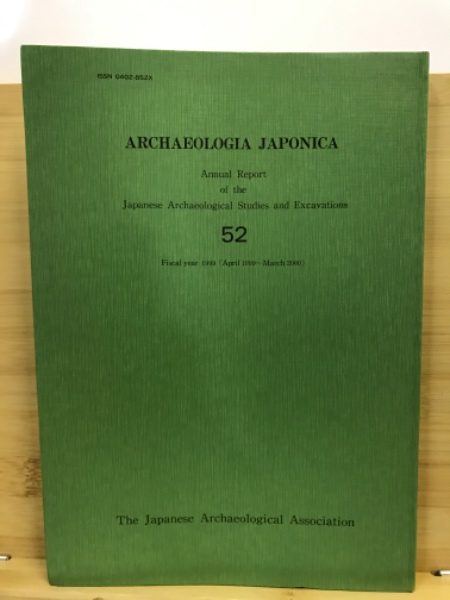 ISSN 0402-852X
ARCHAEOLOGIA JAPONICA
Annual Report
of the
Japanese Archaeological Studies and Excavations
52
Fiscal year 1999 (April 1999—March 2000)
The Japanese Archaeological Association